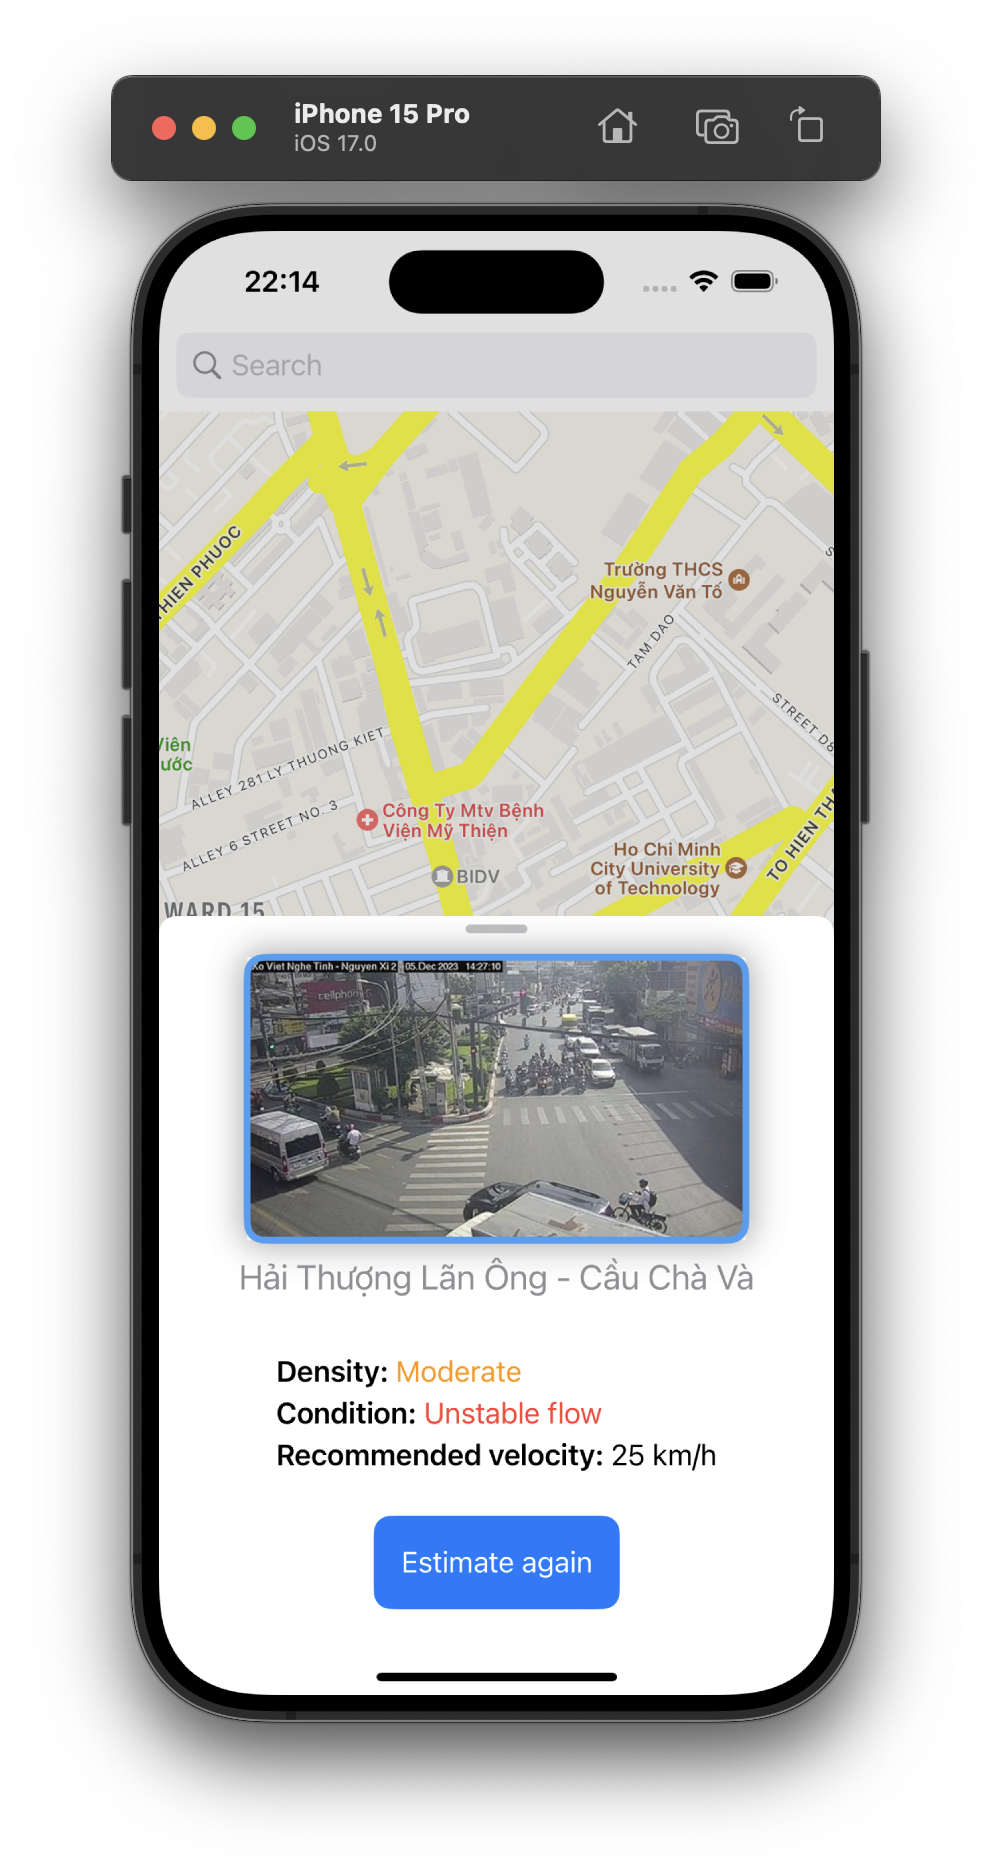 iPhone 15 Pro
iOS 17.0
22:14
Search
THIEN PHUOC
Trường THCS
Nguyễn Văn Tố
TAM DAO
STREET D8
Viên
ước
ALLEY 281 LY THUONG KIET
ALLEY 6 STREET NO. 3
Công Ty Mtv Bệnh
Viện Mỹ Thiện
BIDV
Ho Chi Minh
City University
of Technology
TO HIEN THA
WARD 15
Xo Viet Nghe Tinh - Nguyen Xi 2 05.Dec 2023 14:27:10
cellphone
Hải Thượng Lãn Ông - Cầu Chà Và
Density: Moderate
Condition: Unstable flow
Recommended velocity: 25 km/h
Estimate again